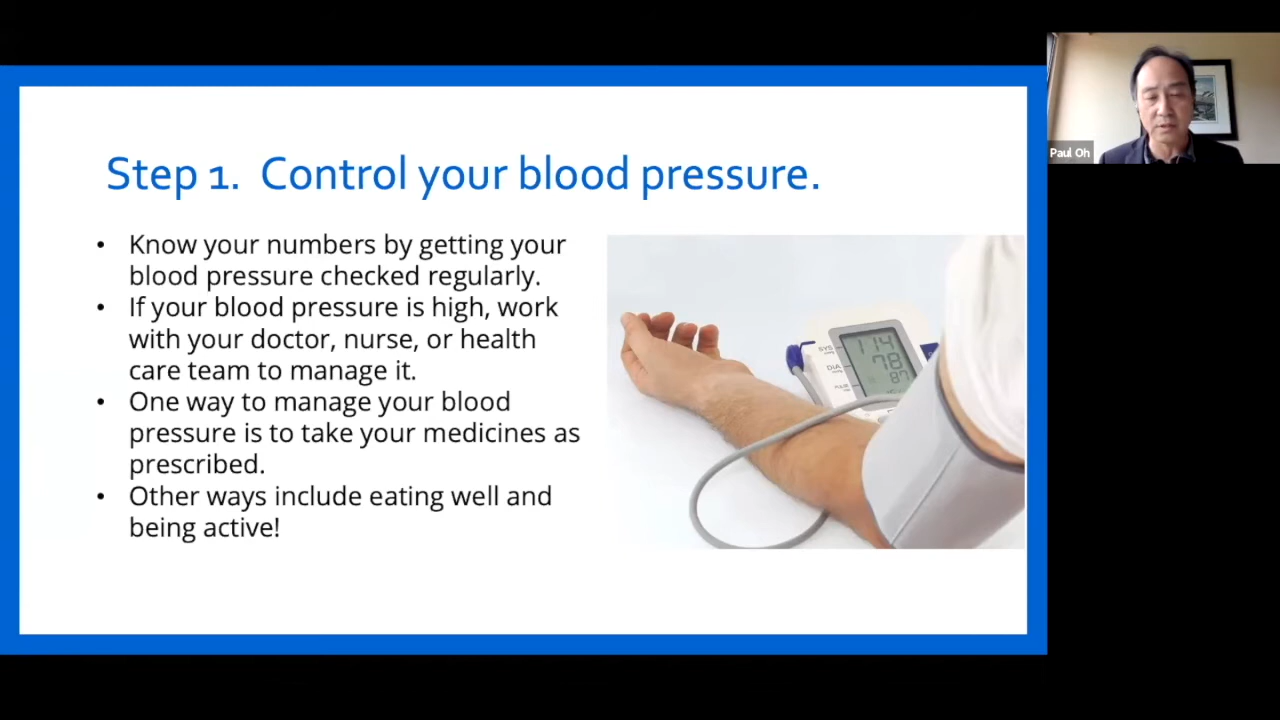 Step 1. Control your blood pressure.
• Know your numbers by getting your
blood pressure checked regularly.
• If your blood pressure is high, work
with your doctor, nurse, or health
care team to manage it.
• One way to manage your blood
pressure is to take your medicines as
prescribed.
• Other ways include eating well and
being active!
SYS
114
DIA
78
87
Paul Oh